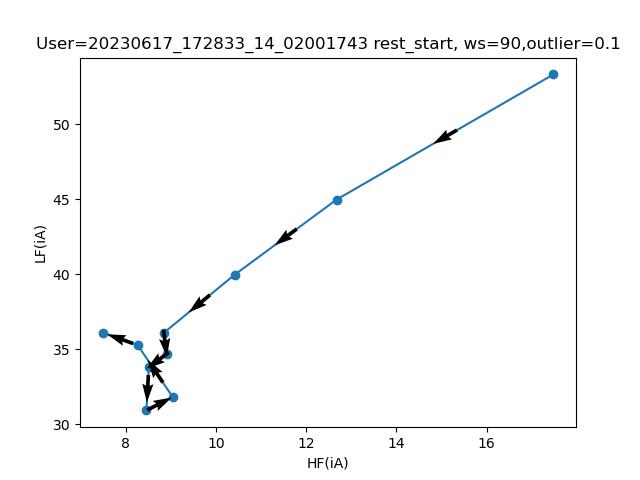 User=20230617_172833_14_02001743 rest_start, ws=90,outlier=0.1
50
45
40
35
30
LF(iA)
8 10 12 14 16
HF(iA)